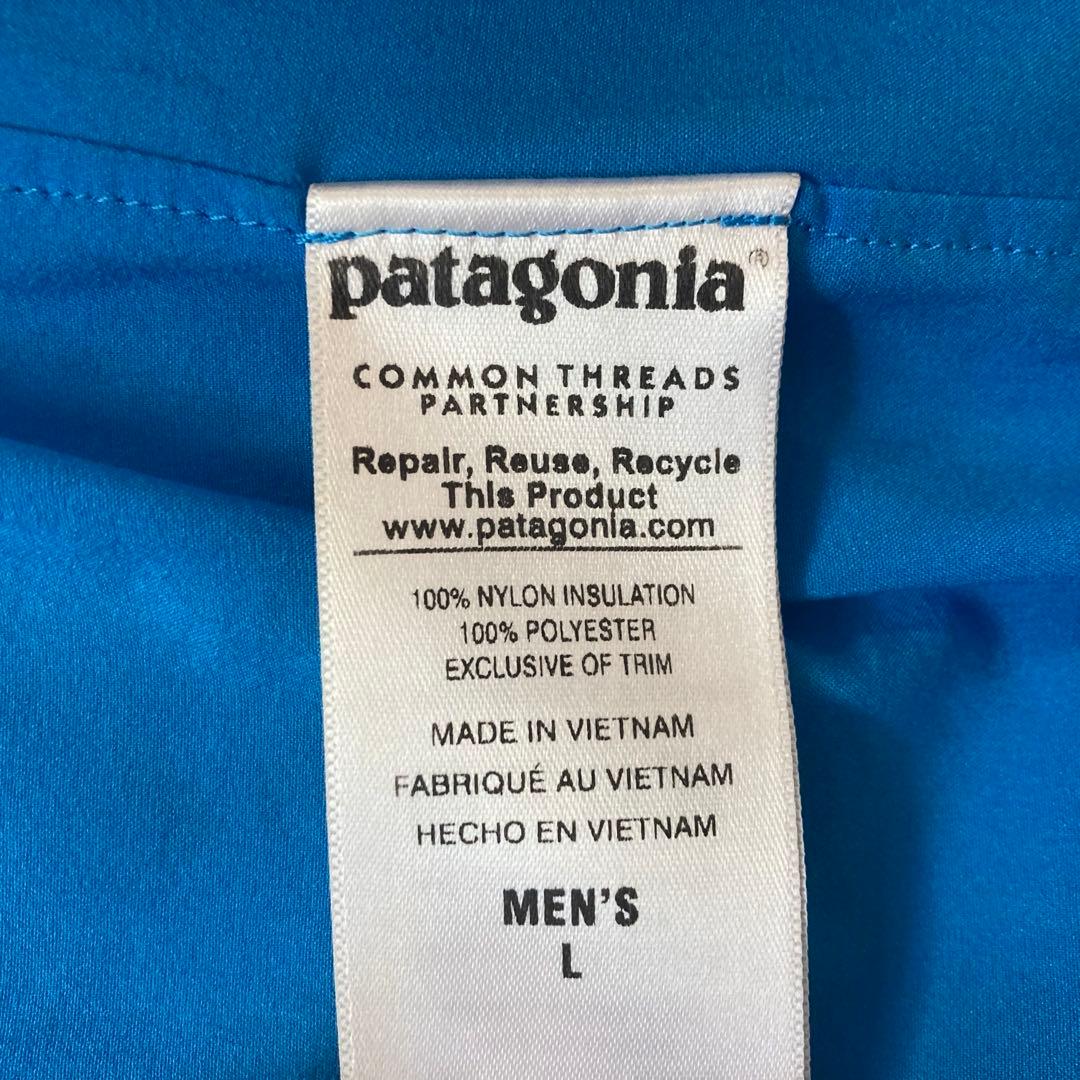 patagonia®
COMMON THREADS
PARTNERSHIP
Repair, Reuse, Recycle
This Product
www.patagonia.com
100% NYLON INSULATION
100% POLYESTER
EXCLUSIVE OF TRIM
MADE IN VIETNAM
FABRIQUÉ AU VIETNAM
HECHO EN VIETNAM
MEN'S
L